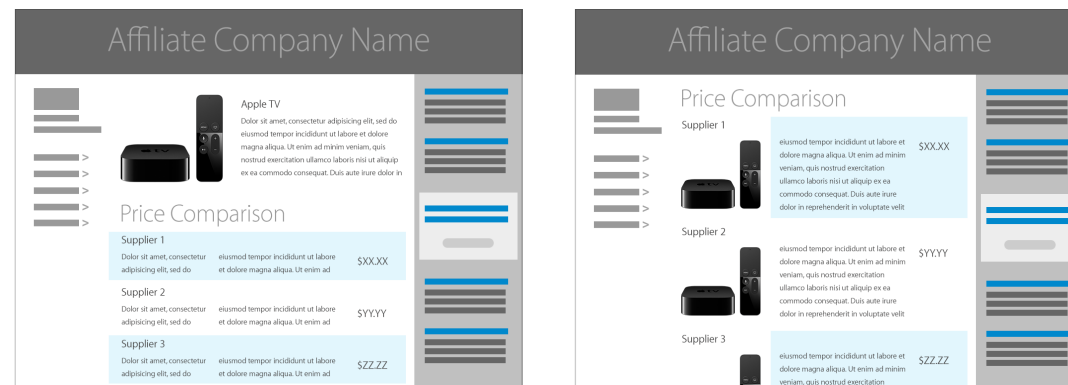 Affiliate Company Name
Apple TV
Dolor sit amet, consectetur adipisicing elit, sed do
eiusmod tempor incididunt ut labore et dolore
magna aliqua. Ut enim ad minim veniam, quis
nostrud exercitation ullamco laboris nisi ut aliquip
ex ea commodo consequat. Duis aute irure dolor in
>
>
>
>
>
Price Comparison
Supplier 1
Dolor sit amet, consectetur eiusmod tempor incididunt ut labore $XX.XX
adipisicing elit, sed do et dolore magna aliqua. Ut enim ad
Supplier 2
Dolor sit amet, consectetur eiusmod tempor incididunt ut labore $YY.YY
adipisicing elit, sed do et dolore magna aliqua. Ut enim ad
Supplier 3
Dolor sit amet, consectetur eiusmod tempor incididunt ut labore $ZZ.ZZ
adipisicing elit, sed do et dolore magna aliqua. Ut enim ad
Affiliate Company Name
>
>
>
>
>
Price Comparison
Supplier 1
tv
eiusmod tempor incididunt ut labore et $XX.XX
dolore magna aliqua. Ut enim ad minim
veniam, quis nostrud exercitation
ullamco laboris nisi ut aliquip ex ea
commodo consequat. Duis aute irure
dolor in reprehenderit in voluptate velit
Supplier 2
tv
eiusmod tempor incididunt ut labore et $YY.YY
dolore magna aliqua. Ut enim ad minim
veniam, quis nostrud exercitation
ullamco laboris nisi ut aliquip ex ea
commodo consequat. Duis aute irure
dolor in reprehenderit in voluptate velit
Supplier 3
eiusmod tempor incididunt ut labore et $ZZ.ZZ
dolore magna aliqua. Ut enim ad minim
veniam, quis nostrud exercitation